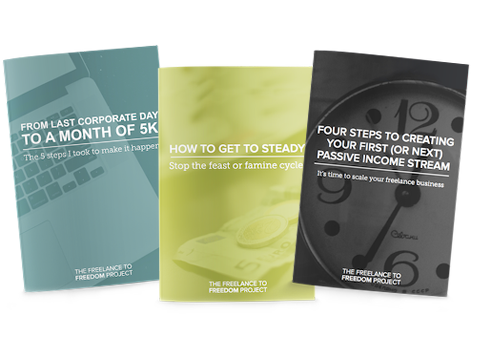 FROM LAST CORPORATE DAY
TO A MONTH OF 5K
The 5 steps I took to make it happen
THE FREELANCE TO
FREEDOM PROJECT
HOW TO GET TO STEADY
Stop the feast or famine cycle
THE FREELANCE TO
FREEDOM PROJECT
FOUR STEPS TO CREATING
YOUR FIRST (OR NEXT)
PASSIVE INCOME STREAM
It's time to scale your freelance business
12
6
THE FREELANCE TO
FREEDOM PROJECT